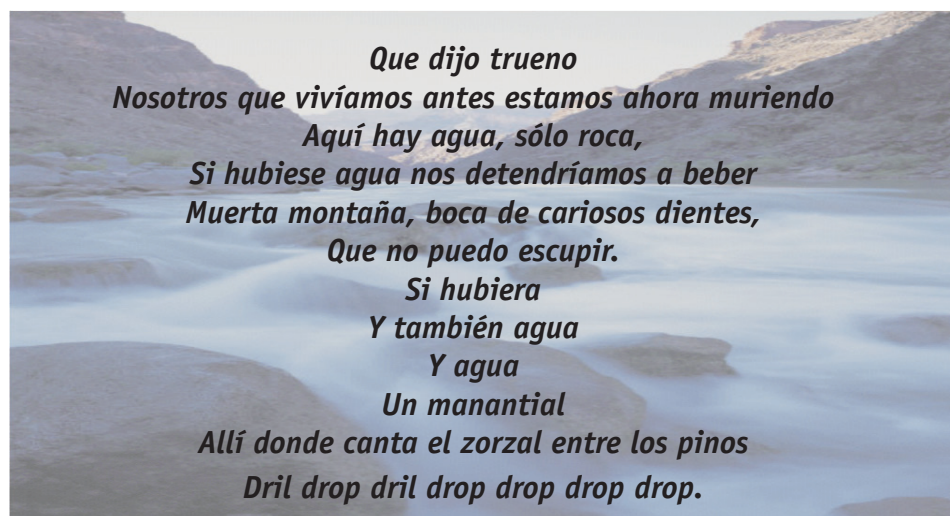 Que dijo trueno
Nosotros que vivíamos antes estamos ahora muriendo
Aquí hay agua, sólo roca,
Si hubiese agua nos detendríamos a beber
Muerta montaña, boca de cariosos dientes,
Que no puedo escupir.
Si hubiera
Y también agua
Y agua
Un manantial
Allí donde canta el zorzal entre los pinos
Dril drop dril drop drop drop drop.